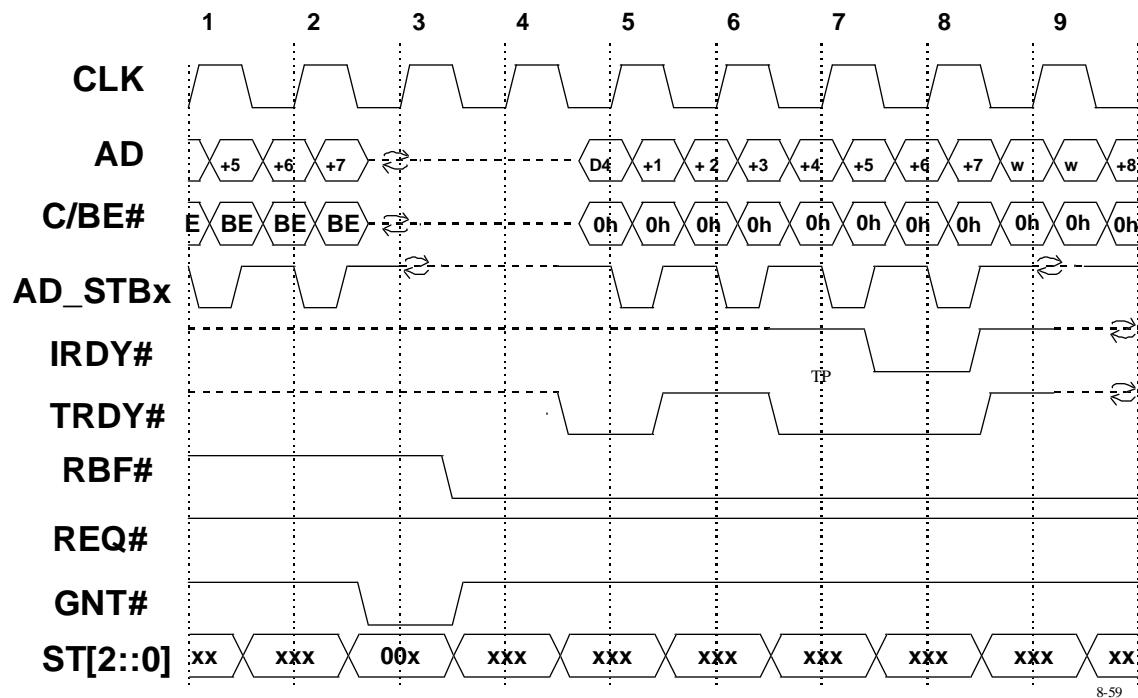 1 2 3 4 5 6 7 8 9
CLK
AD +5 +6 +7 D4 +1 + 2 +3 +4 +5 +6 +7 w w +8
C/BE# E BE BE BE 0h 0h 0h 0h 0h 0h 0h 0h 0h 0h 0h
AD_STBx
IRDY#
TP
TRDY#
RBF#
REQ#
GNT#
ST[2::0] xx xxx 00x xxx xxx xxx xxx xxx xxx xx
8-59